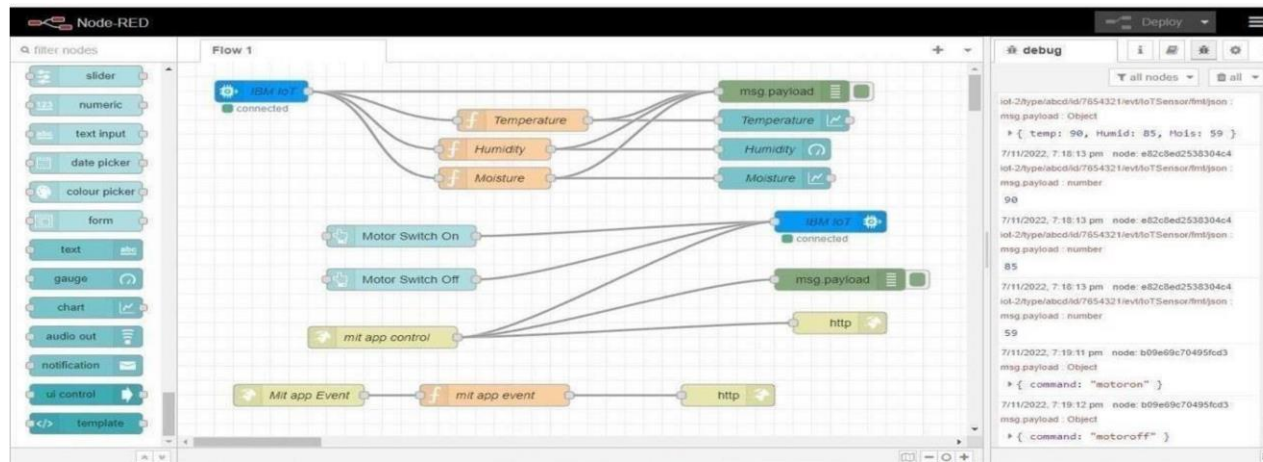 Node-RED
Deploy
filter nodes
slider
numeric
text input
date picker
colour picker
form
text
gauge
chart
audio out
notification
ui control
template
Flow 1
IBM IoT
connected
Temperature
Humidity
Moisture
msg.payload
Temperature
Humidity
Moisture
Motor Switch On
Motor Switch Off
mit app control
IBM IoT
connected
msg.payload
http
Mit app Event
mit app event
http
debug
all nodes
all
iot-2/type/abcd/id/7654321/evt/IoTSensor/fmt/json :
msg.payload : Object
{ temp: 90, Humid: 85, Mois: 59 }
7/11/2022, 7:18:13 pm node: e82c8ed2538304c4
iot-2/type/abcd/id/7654321/evt/IoTSensor/fmt/json :
msg.payload : number
90
7/11/2022, 7:18:13 pm node: e82c8ed2538304c4
iot-2/type/abcd/id/7654321/evt/IoTSensor/fmt/json :
msg.payload : number
85
7/11/2022, 7:18:13 pm node: e82c8ed2538304c4
iot-2/type/abcd/id/7654321/evt/IoTSensor/fmt/json :
msg.payload : number
59
7/11/2022, 7:19:11 pm node: b09e69c70495fcd3
msg.payload : Object
{ command: "motoron" }
7/11/2022, 7:19:12 pm node: b09e69c70495fcd3
msg.payload : Object
{ command: "motoroff" }